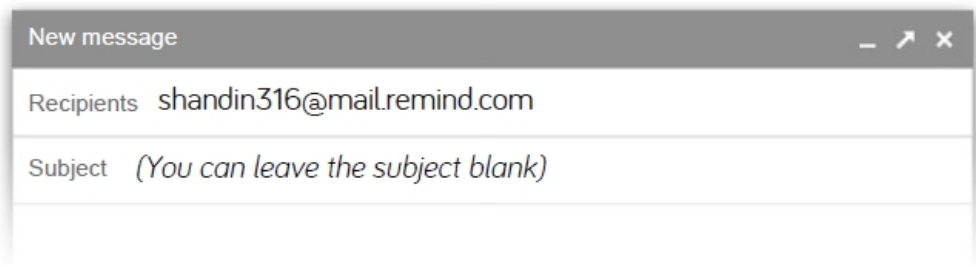 New message
Recipients shandin316@mail.remind.com
Subject (You can leave the subject blank)